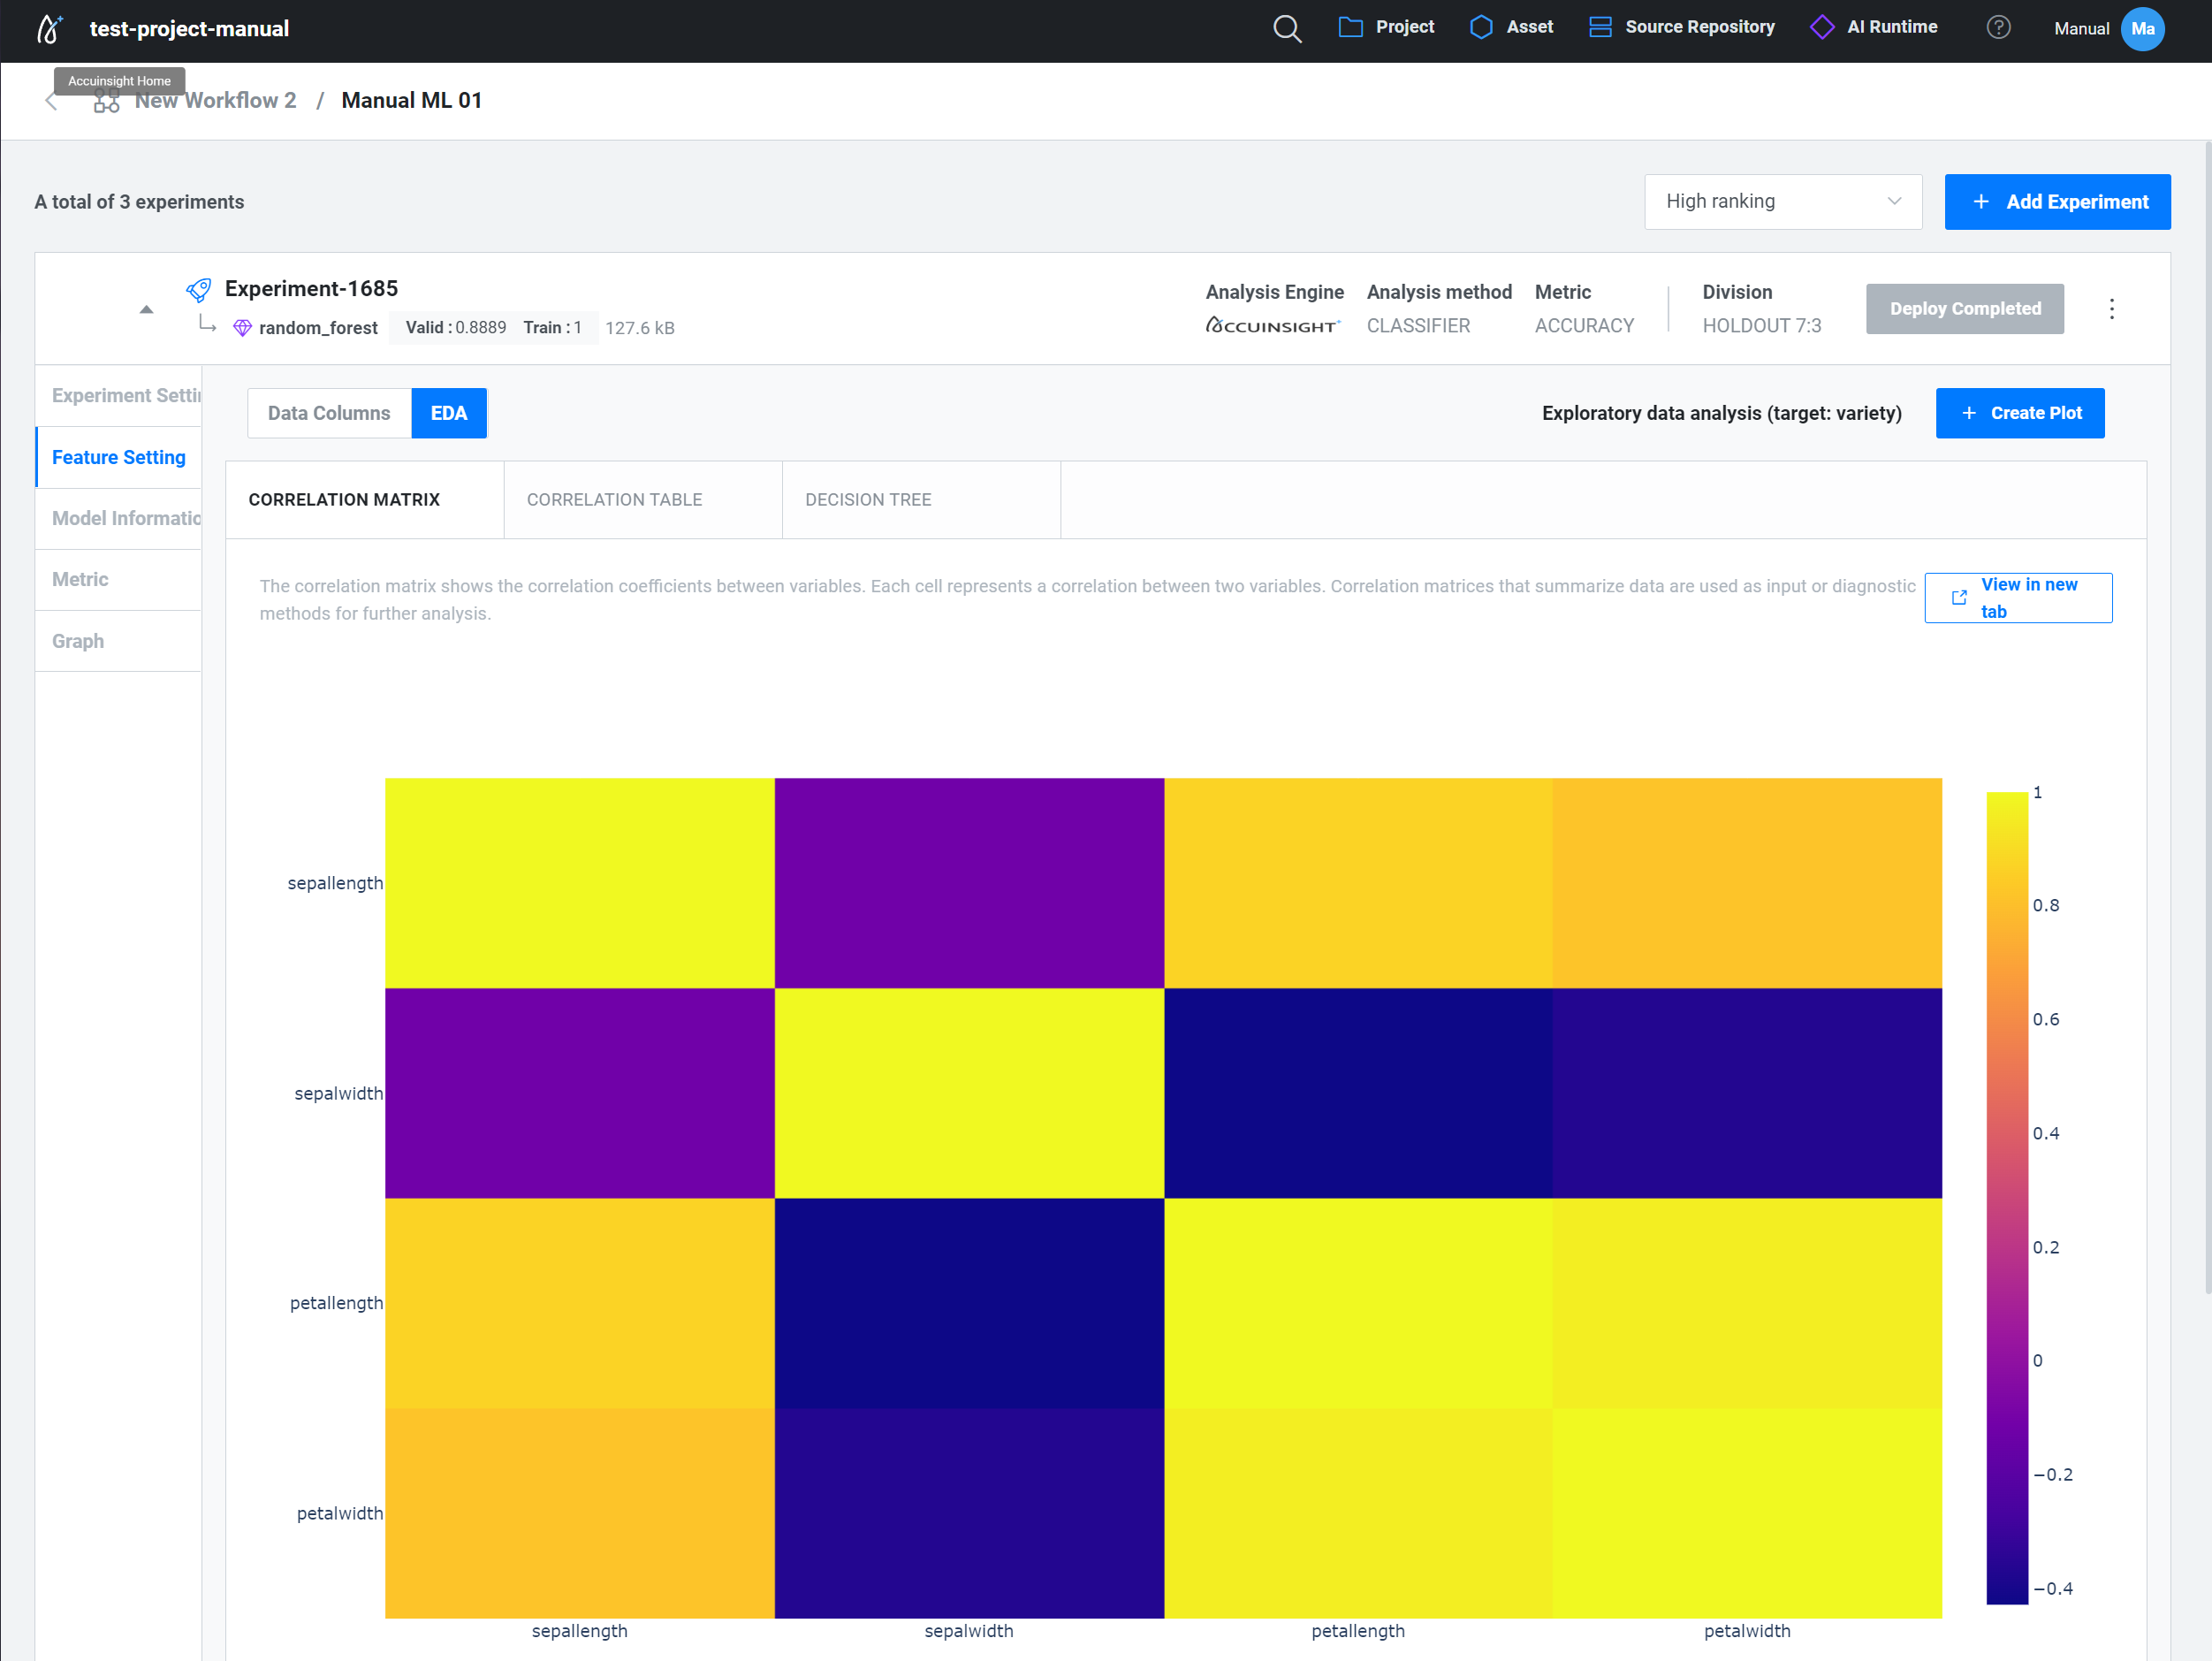 test-project-manual
Project
Asset
Source Repository
AI Runtime
?
Manual
Ma
Accuinsight Home
New Workflow 2 / Manual ML 01
A total of 3 experiments
High ranking
+ Add Experiment
Experiment-1685
random_forest
Valid : 0.8889 Train : 1
127.6 kB
Analysis Engine
ACCUINSIGHT+
Analysis method
CLASSIFIER
Metric
ACCURACY
Division
HOLDOUT 7:3
Deploy Completed
Experiment Settin
Feature Setting
Model Informatio
Metric
Graph
Data Columns
EDA
Exploratory data analysis (target: variety)
+ Create Plot
CORRELATION MATRIX
CORRELATION TABLE
DECISION TREE
The correlation matrix shows the correlation coefficients between variables. Each cell represents a correlation between two variables. Correlation matrices that summarize data are used as input or diagnostic
methods for further analysis.
View in new
tab
sepallength
sepalwidth
petallength
petalwidth
sepallength
sepalwidth
petallength
petalwidth
1
0.8
0.6
0.4
0.2
0
−0.2
−0.4